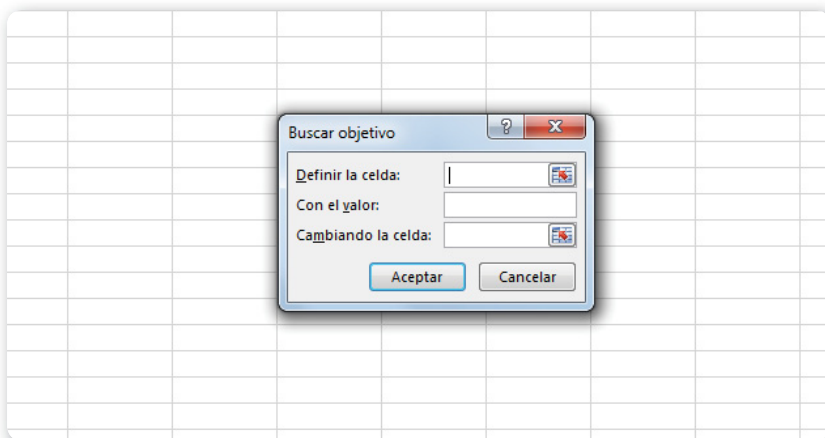 Buscar objetivo
Definir la celda:
Con el valor:
Cambiando la celda:
Aceptar Cancelar